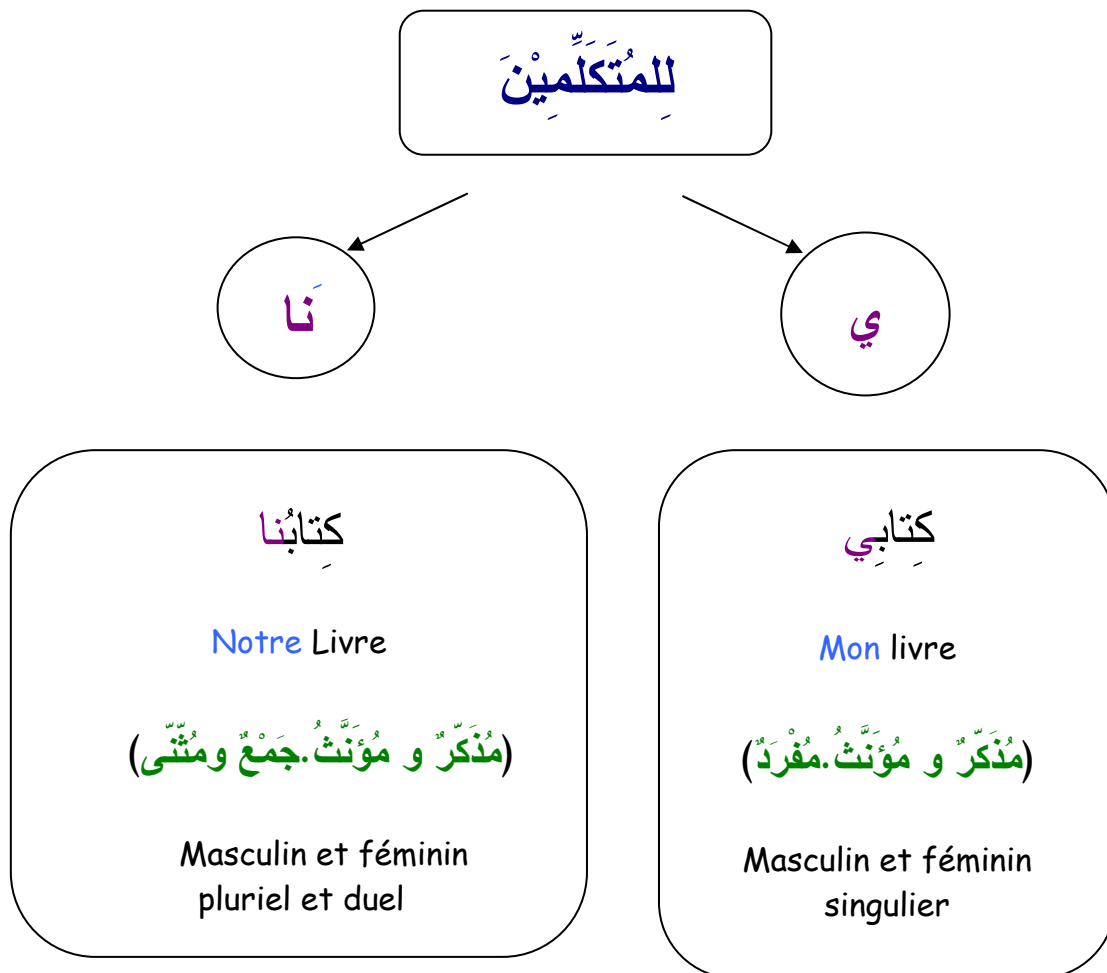 لِلمُتَكَلِّمِيْنَ
ي
نَا
كِتابِي
Mon livre
(مُذَكّرٌ و مُؤَنَّثُ.مُفْرَدٌ)
Masculin et féminin
singulier
كِتابُنا
Notre Livre
(مُذَكّرٌ و مُؤَنَّثُ.جَمْعٌ ومُثّنّى)
Masculin et féminin
pluriel et duel